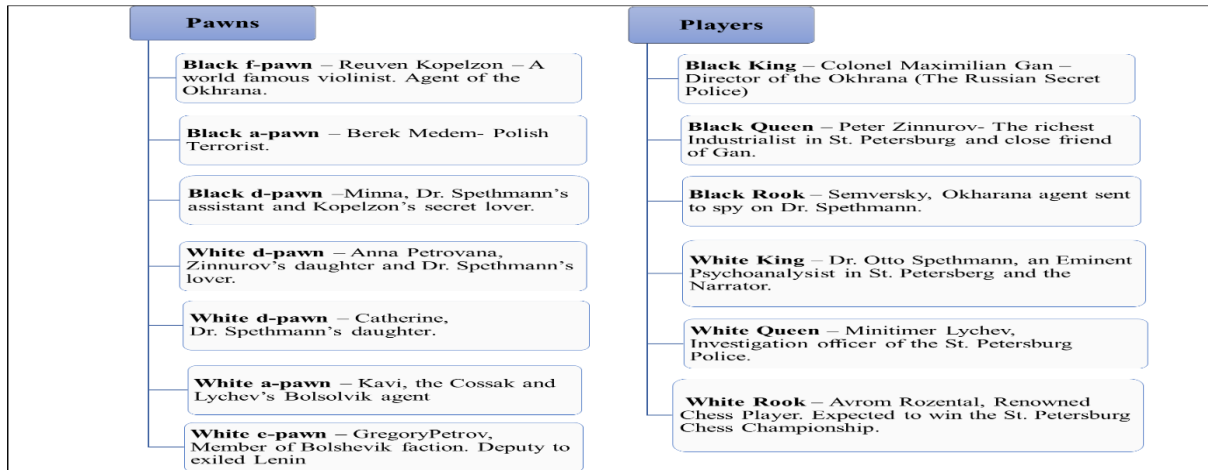 Pawns
Black f-pawn – Reuven Kopelzon – A
world famous violinist. Agent of the
Okhrana.
Black a-pawn – Berek Medem- Polish
Terrorist.
Black d-pawn –Minna, Dr. Spethmann's
assistant and Kopelzon's secret lover.
White d-pawn – Anna Petrovana,
Zinnurov's daughter and Dr. Spethmann's
lover.
White d-pawn – Catherine,
Dr. Spethmann's daughter.
White a-pawn – Kavi, the Cossak and
Lychev's Bolsolvik agent
White e-pawn – GregoryPetrov,
Member of Bolshevik faction. Deputy to
exiled Lenin
Players
Black King – Colonel Maximilian Gan –
Director of the Okhrana (The Russian Secret
Police)
Black Queen – Peter Zinnurov- The richest
Industrialist in St. Petersburg and close friend
of Gan.
Black Rook – Semversky, Okharana agent sent
to spy on Dr. Spethmann.
White King – Dr. Otto Spethmann, an Eminent
Psychoanalysist in St. Petersberg and the
Narrator.
White Queen – Minitimer Lychev,
Investigation officer of the St. Petersburg
Police.
White Rook – Avrom Rozental, Renowned
Chess Player. Expected to win the St. Petersburg
Chess Championship.